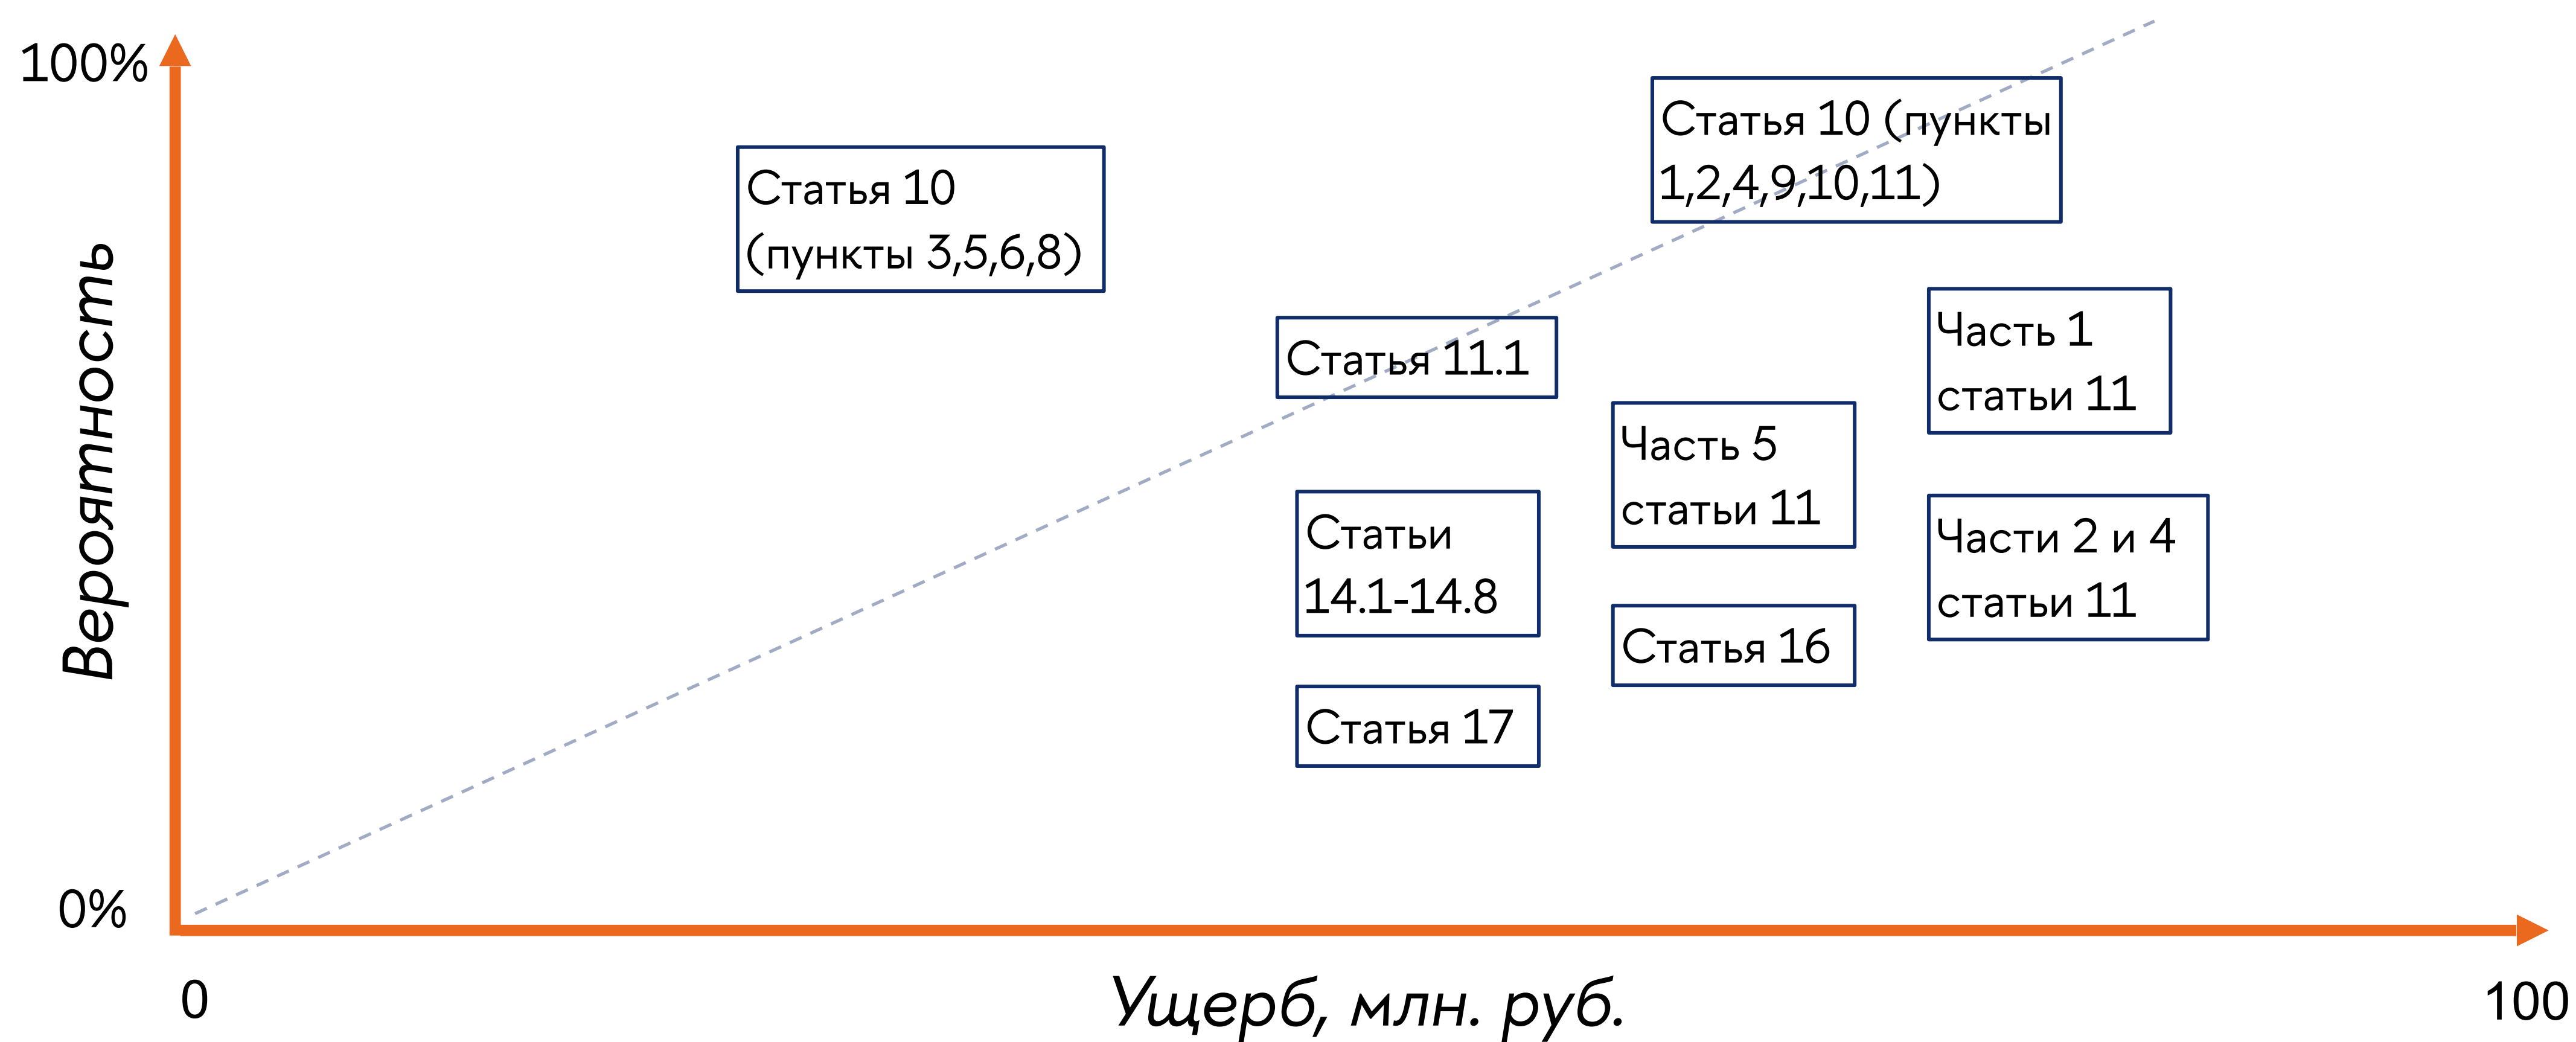 100%
Статья 10 (пункты
1,2,4,9,10,11)
Статья 10
(пункты 3,5,6,8)
Вероятность
Статья 11.1
Часть 1
статьи 11
Часть 5
статьи 11
Статьи
14.1-14.8
Части 2 и 4
статьи 11
Статья 16
Статья 17
0%
0
Ущерб, млн. руб.
100